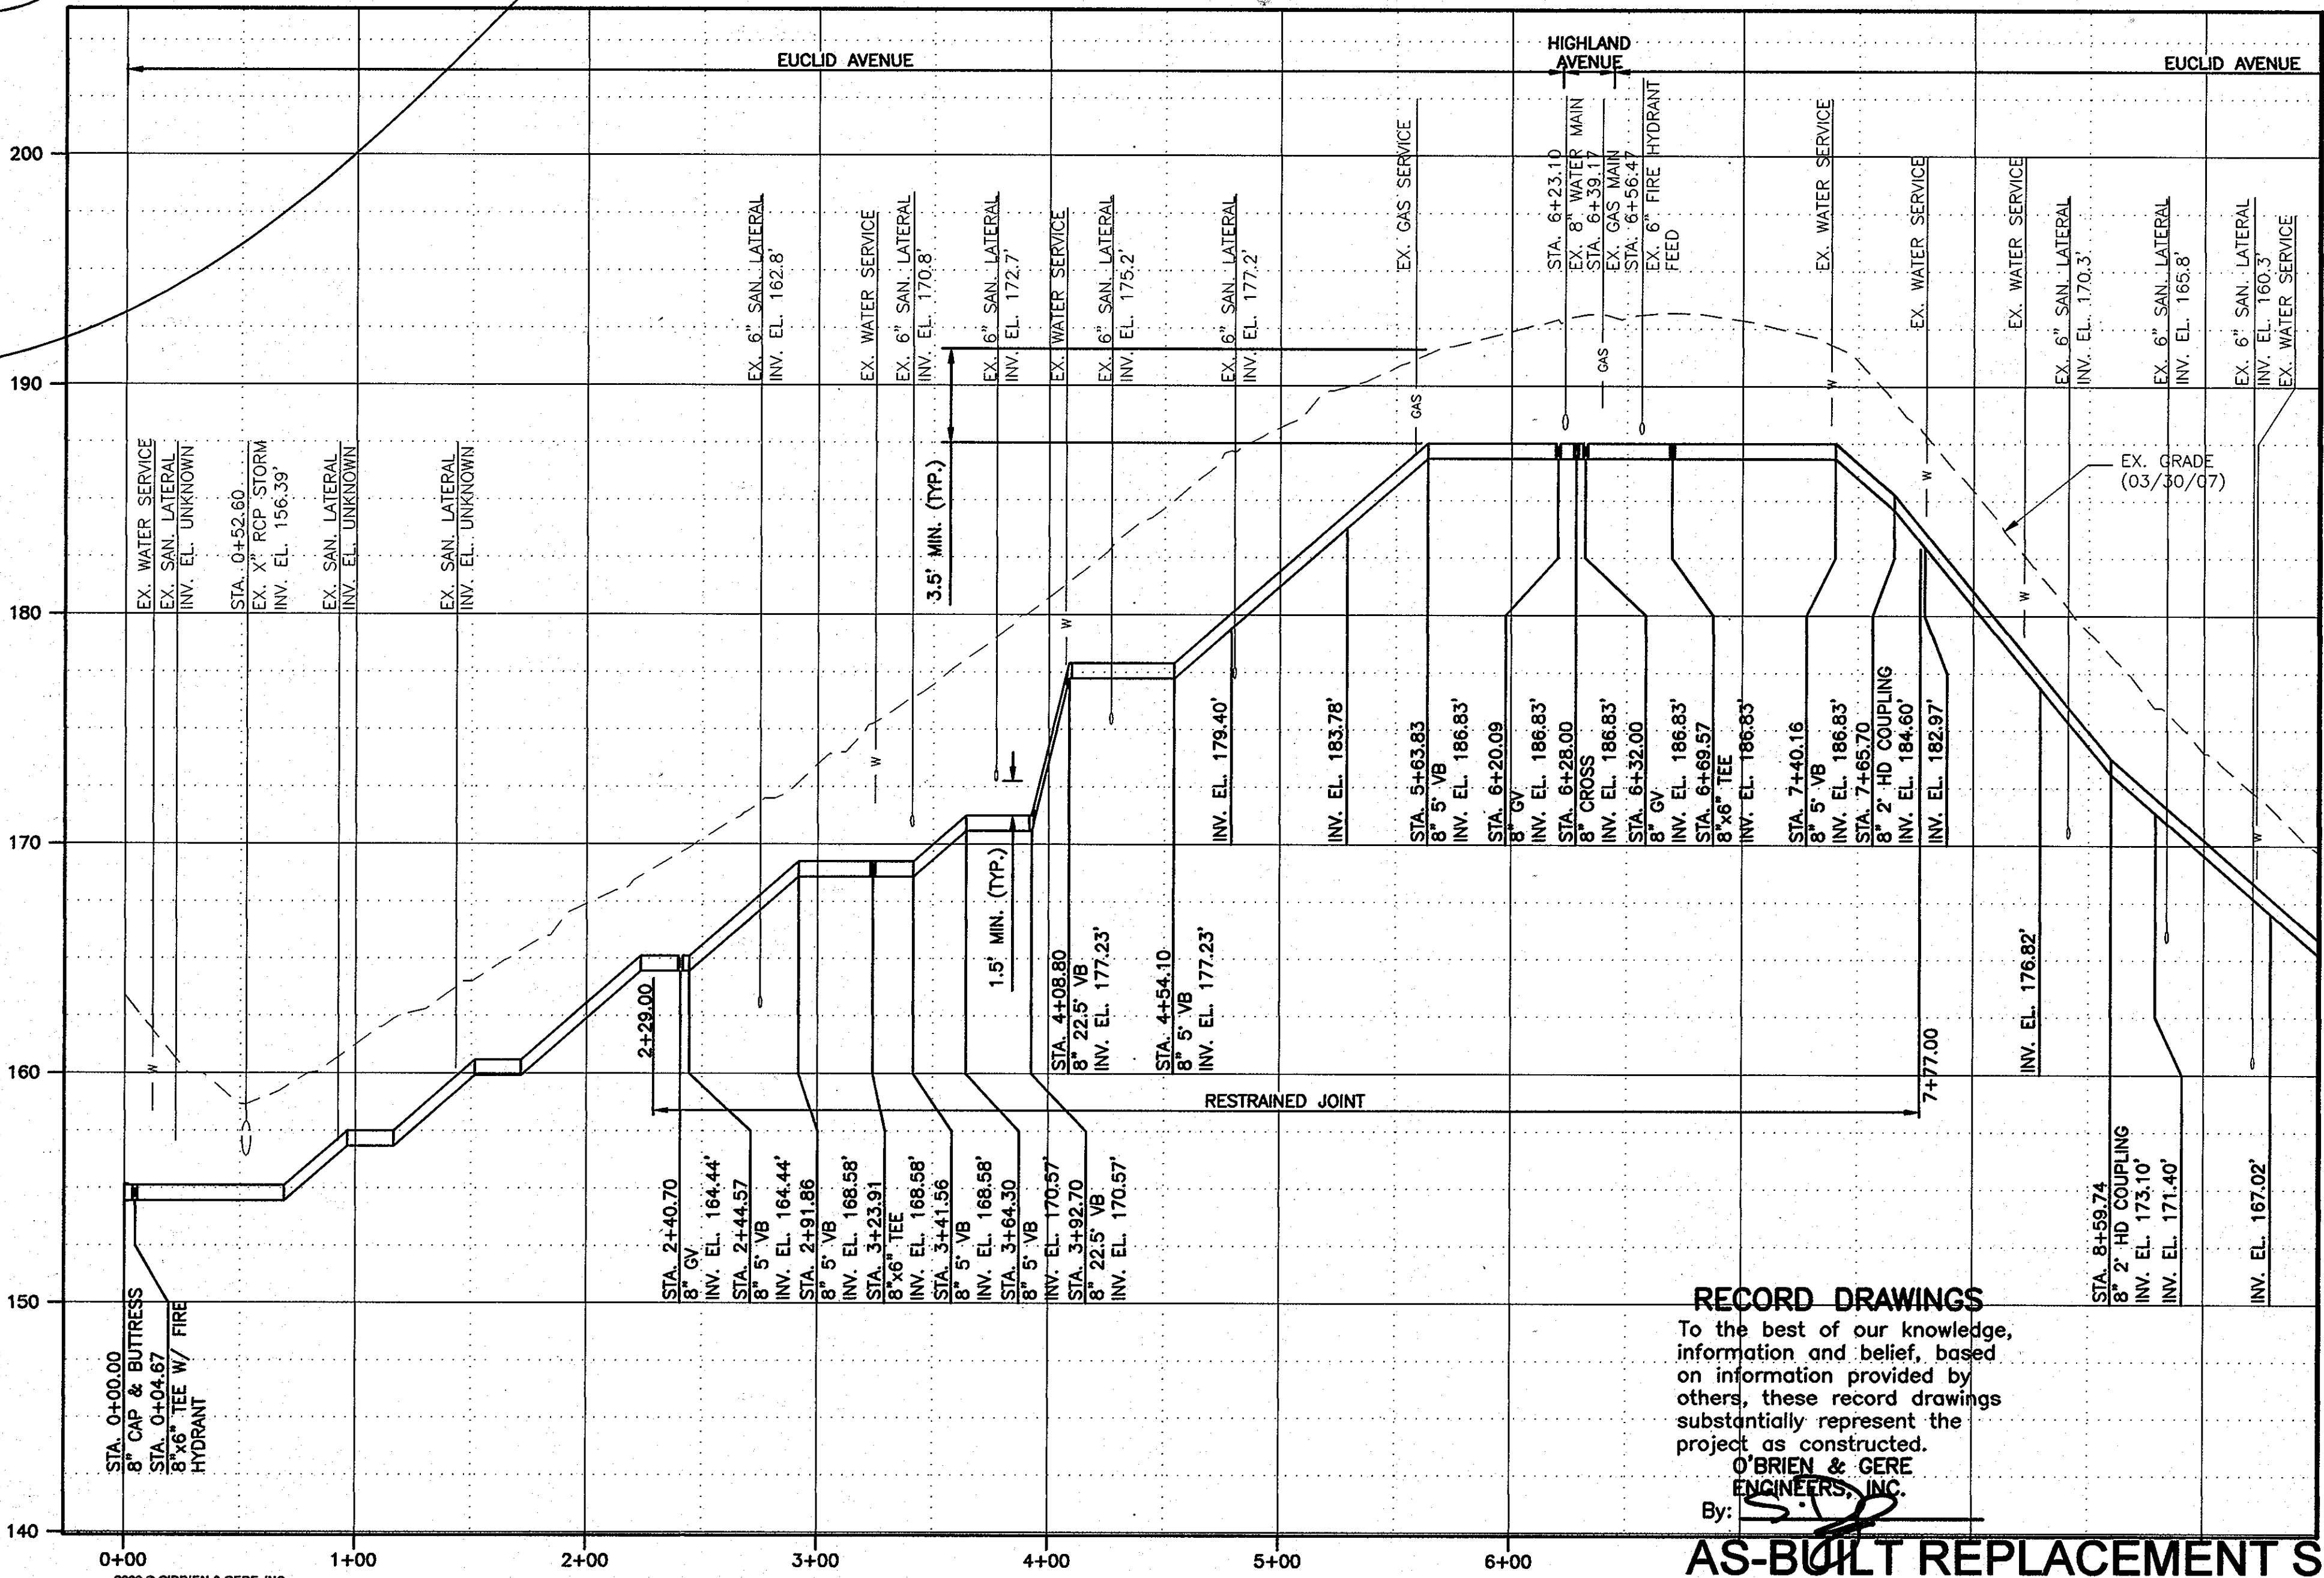 EUCLID AVENUE
HIGHLAND
AVENUE
EUCLID AVENUE
200
190
180
170
160
150
140
EX. WATER SERVICE
EX. SAN. LATERAL
INV. EL. UNKNOWN
STA. 0+52.60
EX. X" RCP STORM
INV. EL. 156.39'
EX. SAN. LATERAL
INV. EL. UNKNOWN
EX. SAN. LATERAL
INV. EL. UNKNOWN
EX. 6" SAN. LATERAL
INV. EL. 162.8'
EX. WATER SERVICE
EX. 6" SAN. LATERAL
INV. EL. 170.8'
EX. 6" SAN. LATERAL
INV. EL. 172.7'
EX. WATER SERVICE
EX. 6" SAN. LATERAL
INV. EL. 175.2'
EX. 6" SAN. LATERAL
INV. EL. 177.2'
EX. GAS SERVICE
STA. 6+23.10
EX. 8" WATER MAIN
STA. 6+39.17
EX. GAS MAIN
STA. 6+56.47
EX. 6" FIRE HYDRANT
FEED
EX. WATER SERVICE
EX. WATER SERVICE
EX. WATER SERVICE
EX. 6" SAN. LATERAL
INV. EL. 170.3'
EX. 6" SAN. LATERAL
INV. EL. 165.8'
EX. 6" SAN. LATERAL
INV. EL. 160.3'
EX. WATER SERVICE
GAS
GAS
W
W
W
W
W
W
W
EX. GRADE
(03/30/07)
3.5' MIN. (TYP.)
1.5' MIN. (TYP.)
2+29.00
RESTRAINED JOINT
7+77.00
STA. 0+00.00
8" CAP & BUTTRESS
STA. 0+04.67
8"x6" TEE W/ FIRE
HYDRANT
STA. 2+40.70
8" GV
INV. EL. 164.44'
STA. 2+44.57
8" 5° VB
INV. EL. 164.44'
STA. 2+91.86
8" 5° VB
INV. EL. 168.58'
STA. 3+23.91
8"x6" TEE
INV. EL. 168.58'
STA. 3+41.56
8" 5° VB
INV. EL. 168.58'
STA. 3+64.30
8" 5° VB
INV. EL. 170.57'
STA. 3+92.70
8" 22.5° VB
INV. EL. 170.57'
STA. 4+08.80
8" 22.5° VB
INV. EL. 177.23'
STA. 4+54.10
8" 5° VB
INV. EL. 177.23'
INV. EL. 179.40'
INV. EL. 183.78'
STA. 5+63.83
8" 5° VB
INV. EL. 186.83'
STA. 6+20.09
8" GV
INV. EL. 186.83'
STA. 6+28.00
8" CROSS
INV. EL. 186.83'
STA. 6+32.00
8" GV
INV. EL. 186.83'
STA. 6+69.57
8"x6" TEE
INV. EL. 186.83'
STA. 7+40.16
8" 5° VB
INV. EL. 186.83'
STA. 7+65.70
8" 2° HD COUPLING
INV. EL. 184.60'
INV. EL. 182.97'
INV. EL. 176.82'
STA. 8+59.74
8" 2° HD COUPLING
INV. EL. 173.10'
INV. EL. 171.40'
INV. EL. 167.02'
RECORD DRAWINGS
To the best of our knowledge,
information and belief, based
on information provided by
others, these record drawings
substantially represent the
project as constructed.
O'BRIEN & GERE
ENGINEERS, INC.
By:
0+00
1+00
2+00
3+00
4+00
5+00
6+00
AS-BUILT REPLACEMENT S